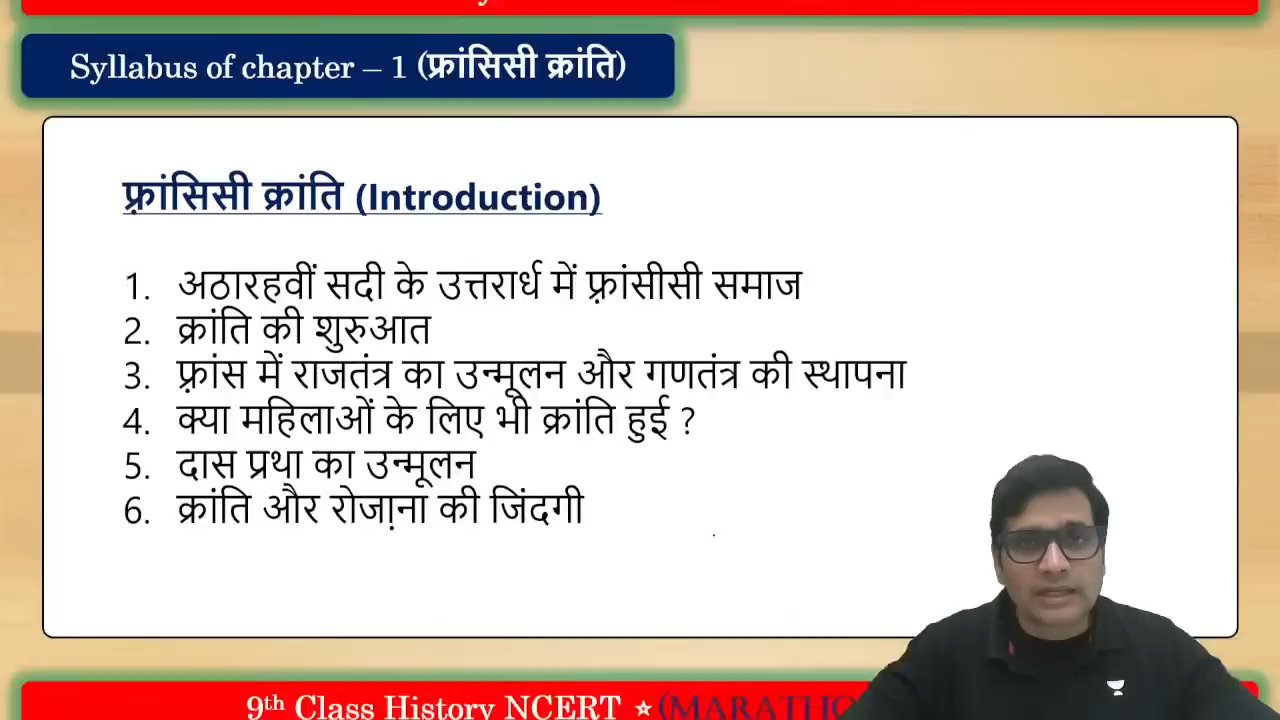 Syllabus of chapter – 1 (फ्रांसिसी क्रांति)
फ़्रांसिसी क्रांति (Introduction)
1. अठारहवीं सदी के उत्तरार्ध में फ़्रांसीसी समाज
2. क्रांति की शुरुआत
3. फ़्रांस में राजतंत्र का उन्मूलन और गणतंत्र की स्थापना
4. क्या महिलाओं के लिए भी क्रांति हुई ?
5. दास प्रथा का उन्मूलन
6. क्रांति और रोजा़ना की जिंदगी
9th Class History NCERT ☆ (MARATHO